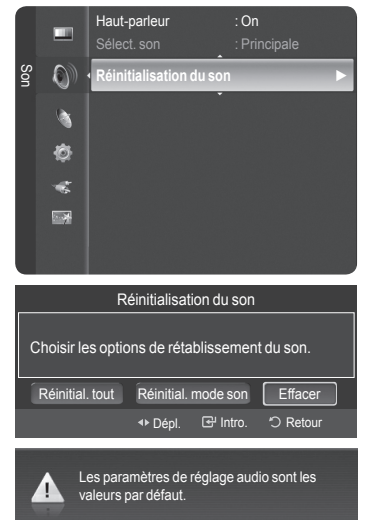 Son
Haut-parleur : On
Sélect. son : Principale
Réinitialisation du son
Réinitialisation du son
Choisir les options de rétablissement du son.
Réinitial. tout Réinitial. mode son Effacer
Dépl. Intro. Retour
Les paramètres de réglage audio sont les
valeurs par défaut.